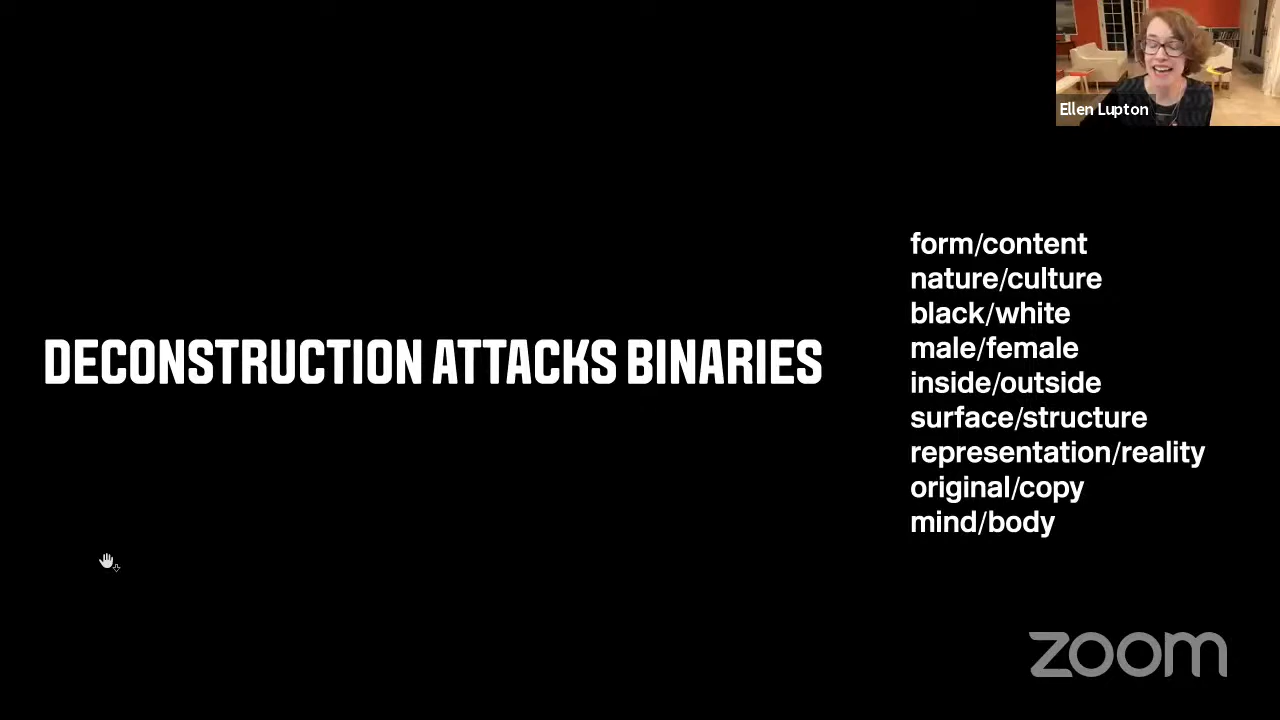 Ellen Lupton
DECONSTRUCTION ATTACKS BINARIES
form/content
nature/culture
black/white
male/female
inside/outside
surface/structure
representation/reality
original/copy
mind/body
zoom